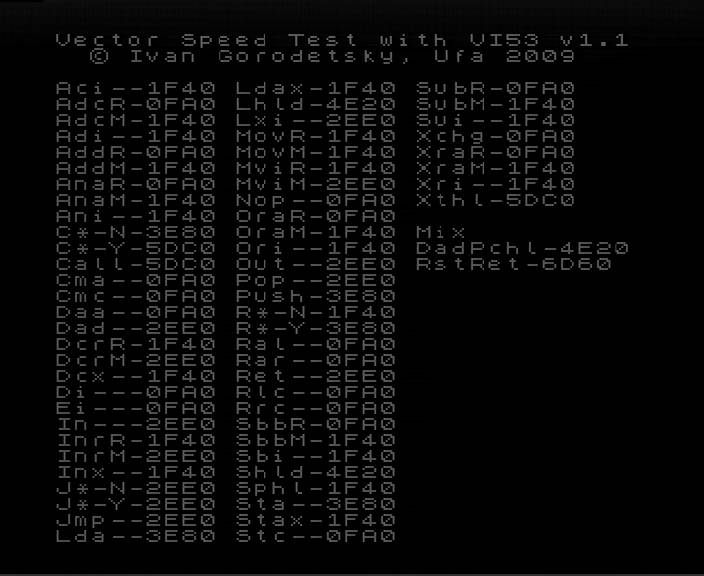 Vector Speed Test with VI53 v1.1
© Ivan Gorodetsky, Ufa 2009
Aci--1F40 Ldax-1F40 SubR-0FA0
AdcR-0FA0 Lhld-4E20 SubM-1F40
AdcM-1F40 Lxi--2EE0 Sui--1F40
Adi--1F40 MovR-1F40 Xchg-0FA0
AddR-0FA0 MovM-1F40 XraR-0FA0
AddM-1F40 MviR-1F40 XraM-1F40
AnaR-0FA0 MviM-2EE0 Xri--1F40
AnaM-1F40 Nop--0FA0 Xthl-5DC0
Ani--1F40 OraR-0FA0
C*-N-3E80 OraM-1F40 Mix
C*-Y-5DC0 Ori--1F40 DadPchl-4E20
Call-5DC0 Out--2EE0 RstRet-6D60
Cma--0FA0 Pop--2EE0
Cmc--0FA0 Push-3E80
Daa--0FA0 R*-N-1F40
Dad--2EE0 R*-Y-3E80
DcrR-1F40 Ral--0FA0
DcrM-2EE0 Rar--0FA0
Dcx--1F40 Ret--2EE0
Di---0FA0 Rlc--0FA0
Ei---0FA0 Rrc--0FA0
In---2EE0 SbbR-0FA0
InrR-1F40 SbbM-1F40
InrM-2EE0 Sbi--1F40
Inx--1F40 Shld-4E20
J*-N-2EE0 Sphl-1F40
J*-Y-2EE0 Sta--3E80
Jmp--2EE0 Stax-1F40
Lda--3E80 Stc--0FA0